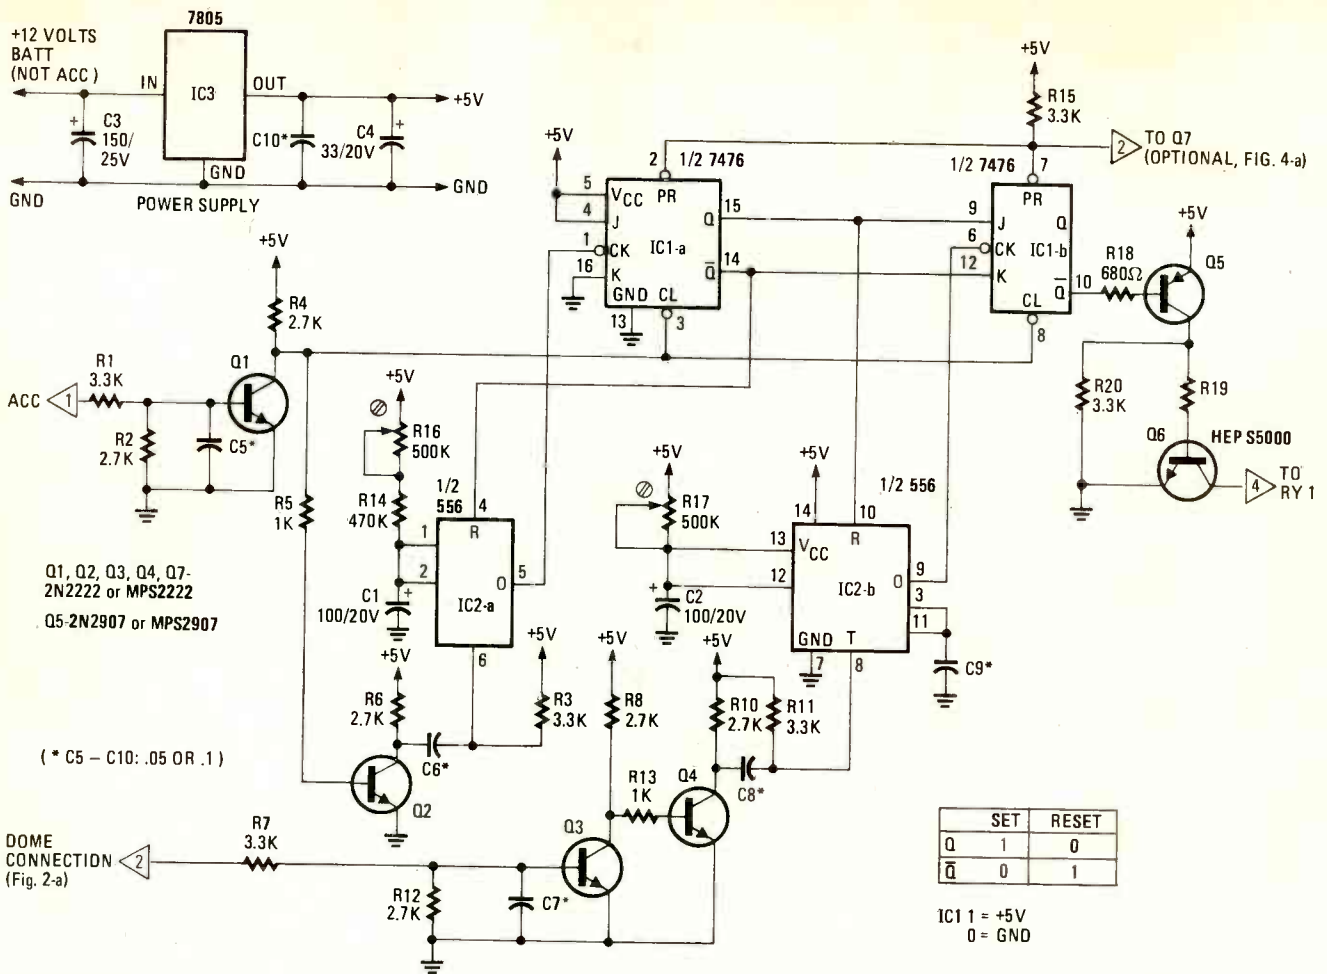 7805
+12 VOLTS
BATT
(NOT ACC)
IN
IC3
OUT
+5V
+
C3
150/
25V
C10*
C4
33/20V
+
GND
GND
GND
POWER SUPPLY
+5V
R4
2.7K
R1
3.3K
Q1
ACC
1
R2
2.7K
C5*
R5
1K
Q1, Q2, Q3, Q4, Q7-
2N2222 or MPS2222
Q5-2N2907 or MPS2907
+5V
5
4
1
16
VCC
J
CK
K
GND
13
2
1/2 7476
PR
IC1-a
CL
3
Q
15
Q̅
14
+5V
R15
3.3K
2
TO Q7
(OPTIONAL, FIG. 4-a)
1/2 7476
7
PR
9
J
6
CK
12
K
Q
IC1-b
Q̅
10
CL
8
R18
680Ω
+5V
Q5
R20
3.3K
R19
Q6
HEP S5000
4
TO
RY 1
+5V
R16
500K
R14
470K
1/2
556
4
R
1
2
O
5
IC2-a
6
C1
100/20V
+
+5V
R17
500K
13
12
+
C2
100/20V
+5V
14
10
1/2 556
VCC
R
O
9
3
11
IC2-b
GND
7
T
8
C9*
+5V
R6
2.7K
C6*
Q2
+5V
R3
3.3K
+5V
R8
2.7K
+5V
R10
2.7K
R11
3.3K
C8*
R13
1K
Q4
Q3
(* C5 – C10: .05 OR .1)
DOME
CONNECTION
(Fig. 2-a)
2
R7
3.3K
R12
2.7K
C7*
SET RESET
Q 1 0
Q̅ 0 1
IC1 1 = +5V
0 = GND